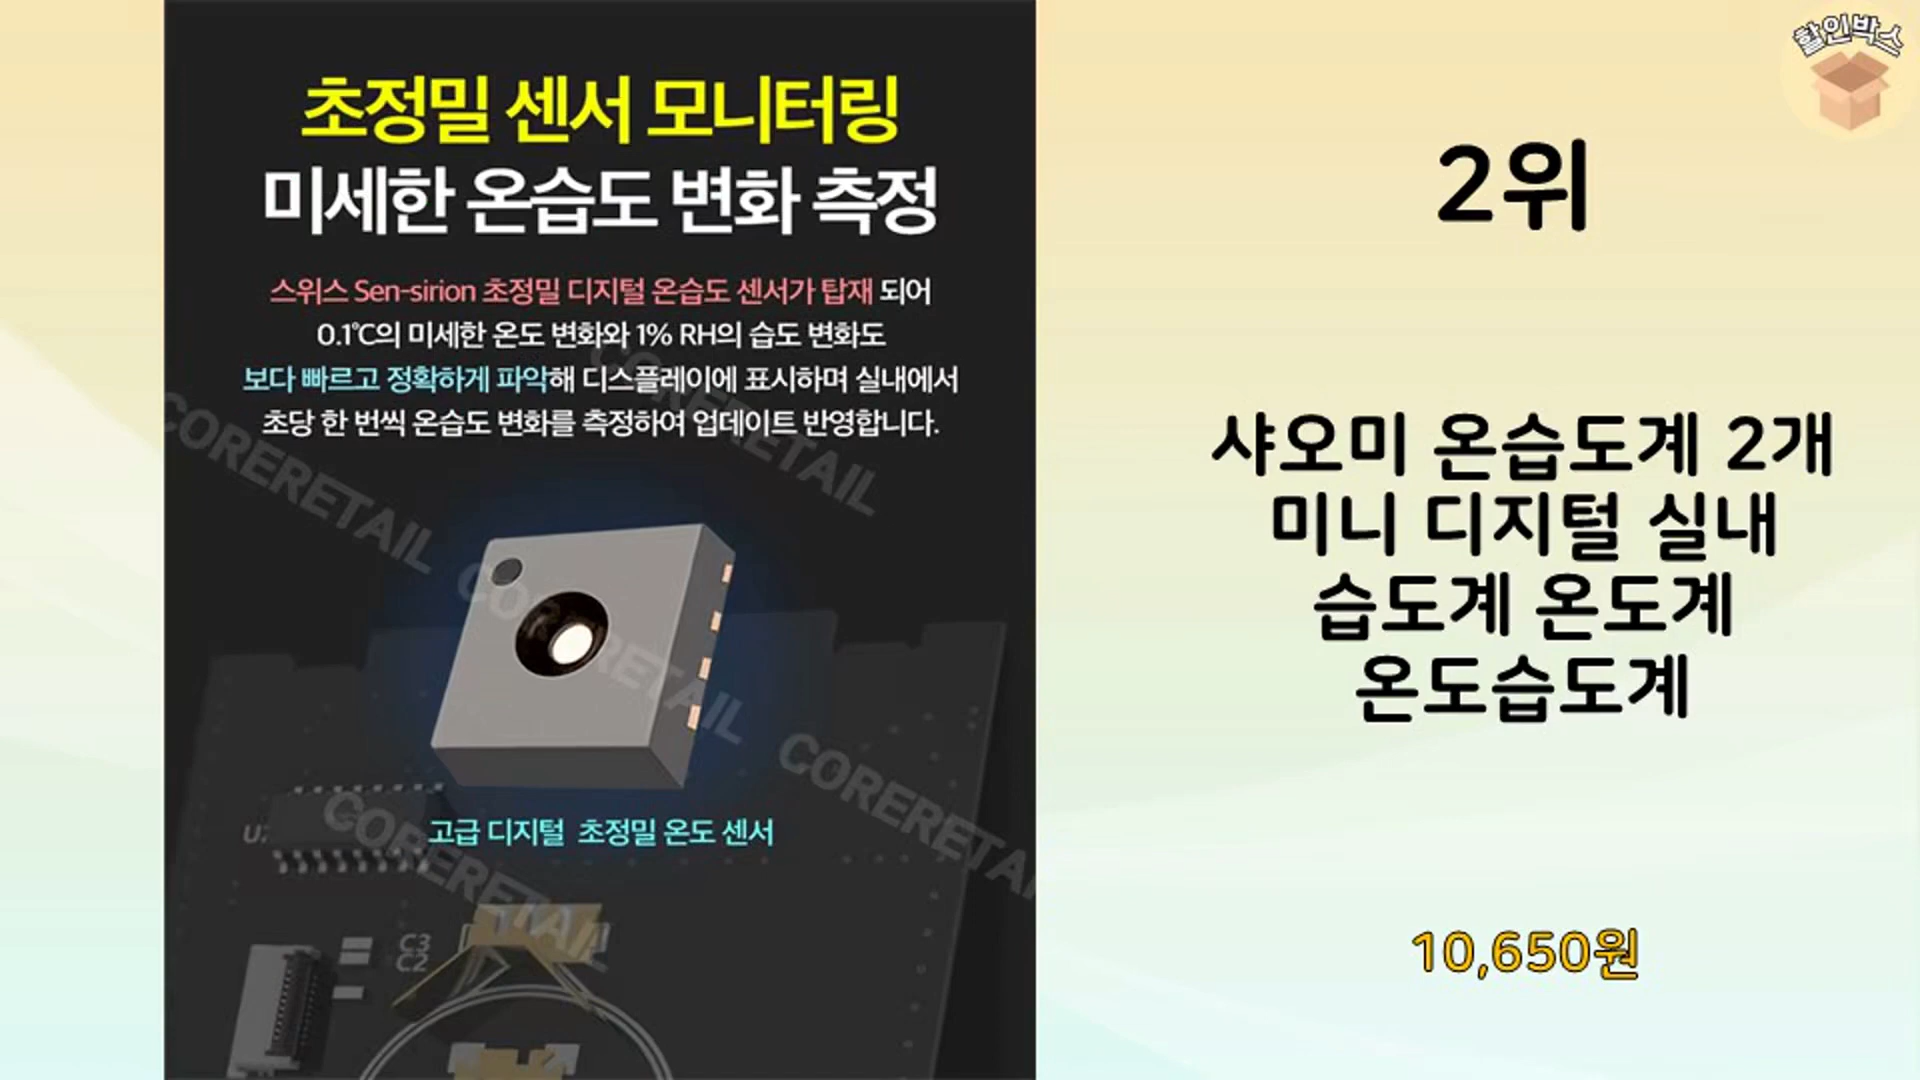 초정밀 센서 모니터링
미세한 온습도 변화 측정
스위스 Sen-sirion 초정밀 디지털 온습도 센서가 탑재 되어
0.1℃의 미세한 온도 변화와 1% RH의 습도 변화도
보다 빠르고 정확하게 파악해 디스플레이에 표시하며 실내에서
초당 한 번씩 온습도 변화를 측정하여 업데이트 반영합니다.
CORERETAIL
CORERETAIL
CORERETAIL
CORERETAIL
CORERETAIL
고급 디지털 초정밀 온도 센서
C3
C2
할인박스
2위
샤오미 온습도계 2개
미니 디지털 실내
습도계 온도계
온도습도계
10,650원